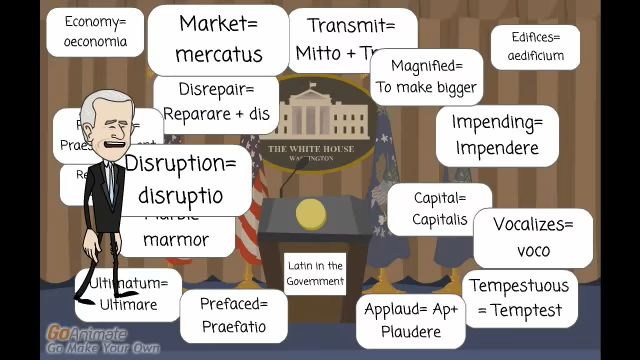 Economy=
oeconomia
Market=
mercatus
Transmit=
Mitto +
Edifices=
aedificium
Magnified=
To make bigger
Disrepair=
Reparare + dis
Impending=
Impendere
THE WHITE HOUSE
WASHINGTON
Disruption=
disruptio
marmor
Capital=
Capitalis
Vocalizes=
voco
Latin in the
Government
Ultimatum=
Ultimare
Prefaced=
Praefatio
Applaud= Ap+
Plaudere
Tempestuous
= Temptest
GoAnimate
Go Make Your Own